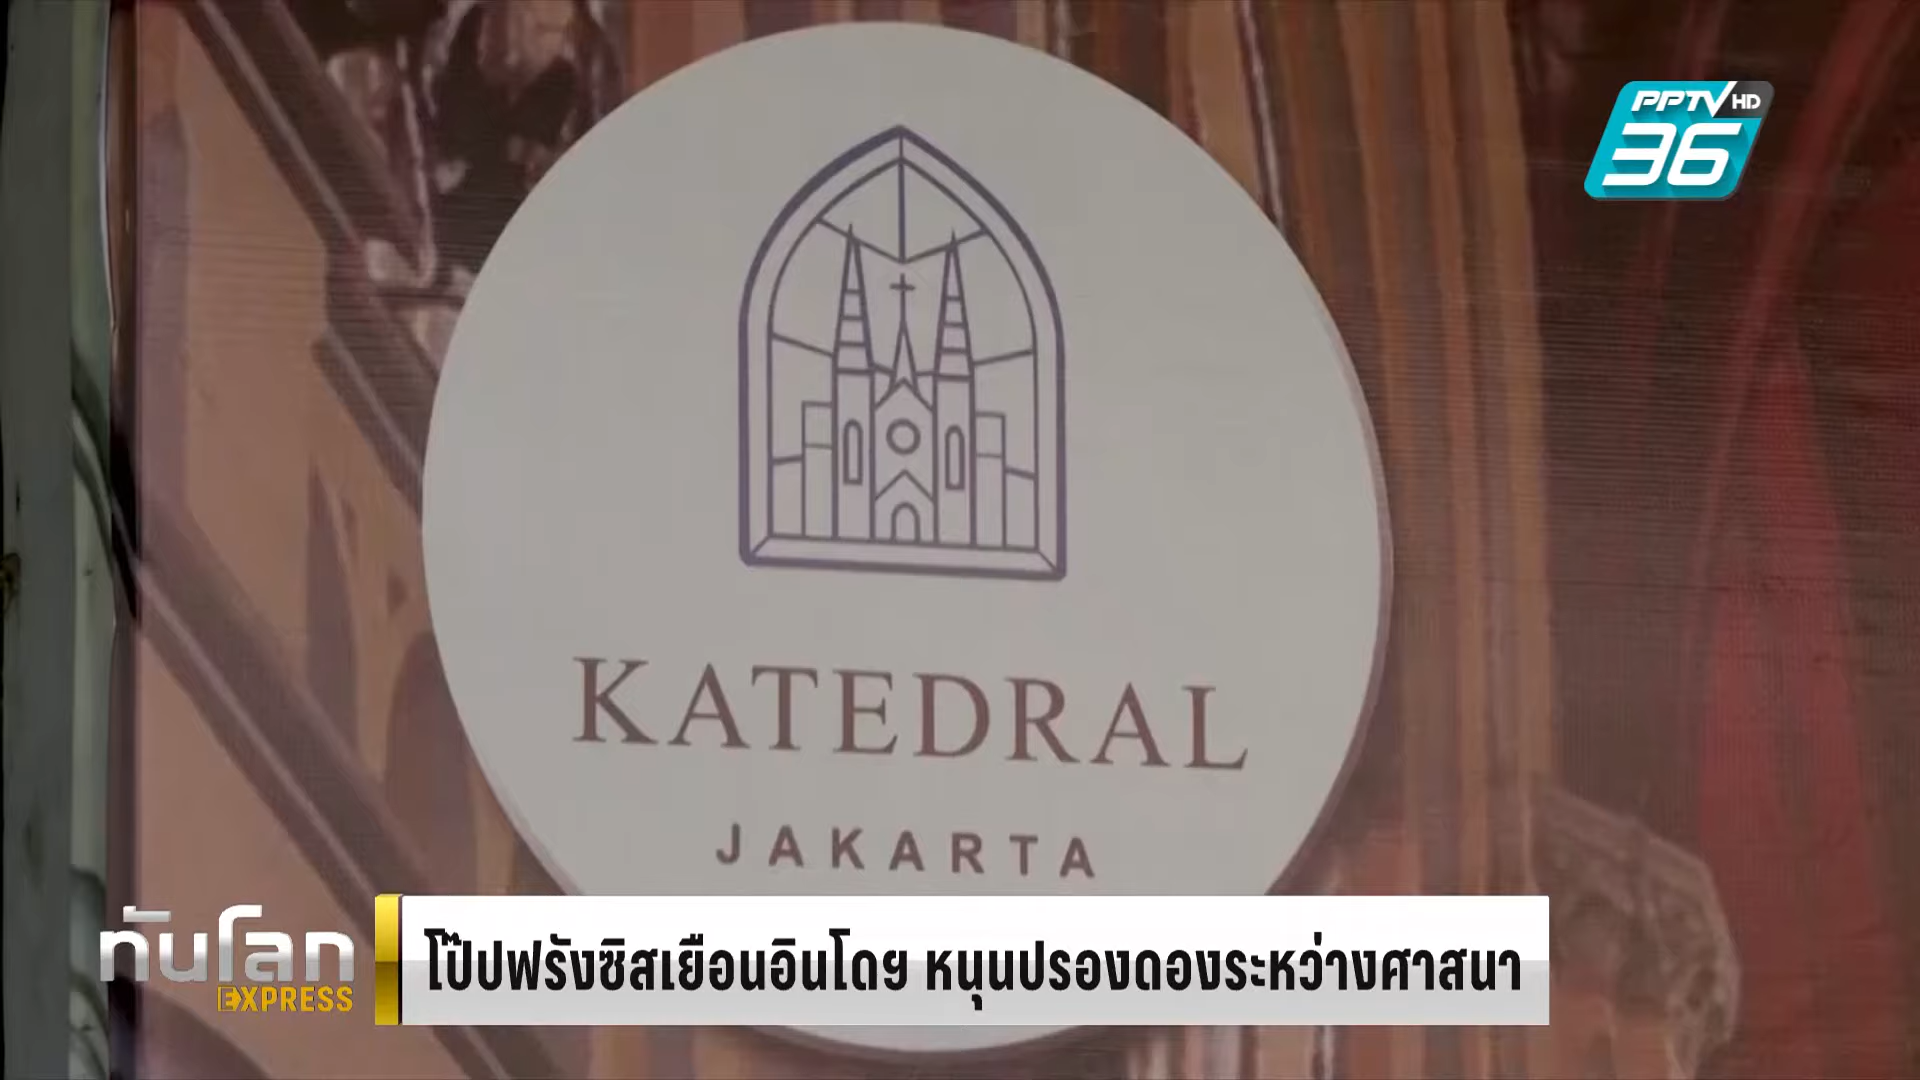 PPTV HD
36
KATEDRAL
JAKARTA
ทันโลก
EXPRESS
โป๊ปฟรังซิสเยือนอินโดฯ หนุนปรองดองระหว่างศาสนา